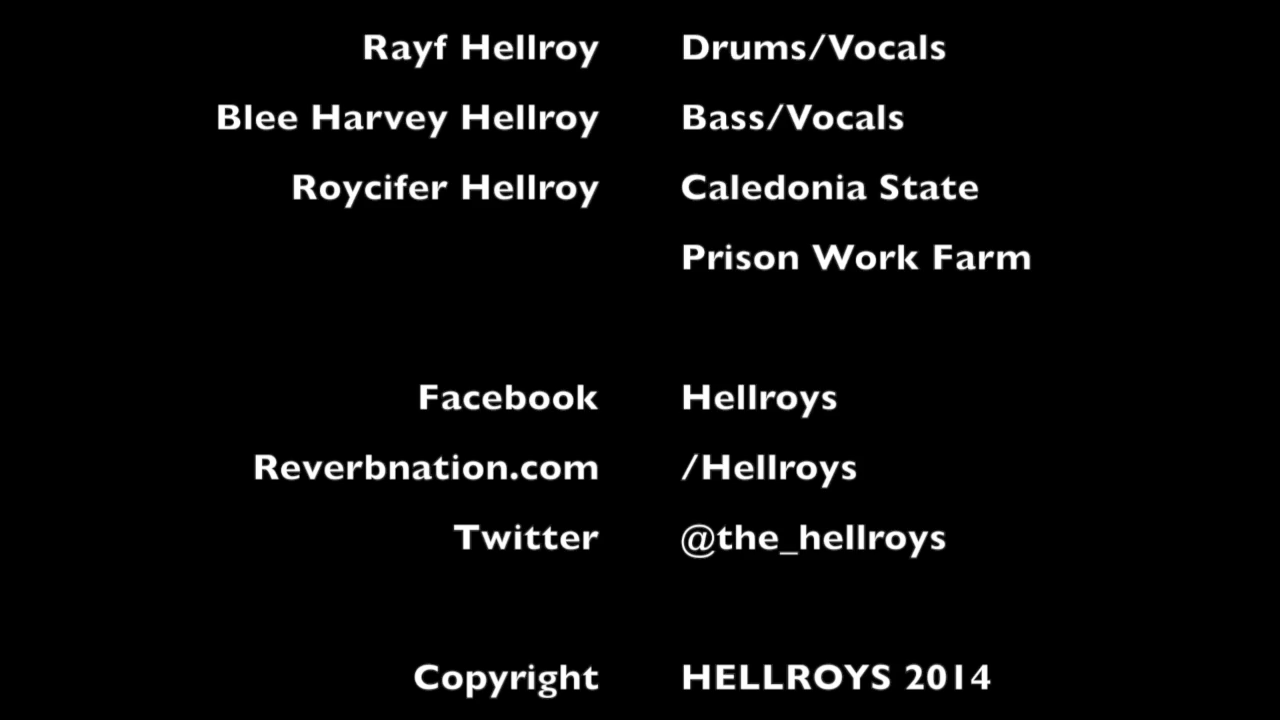 Rayf Hellroy Drums/Vocals
Blee Harvey Hellroy Bass/Vocals
Roycifer Hellroy Caledonia State
Prison Work Farm
Facebook Hellroys
Reverbnation.com /Hellroys
Twitter @the_hellroys
Copyright HELLROYS 2014